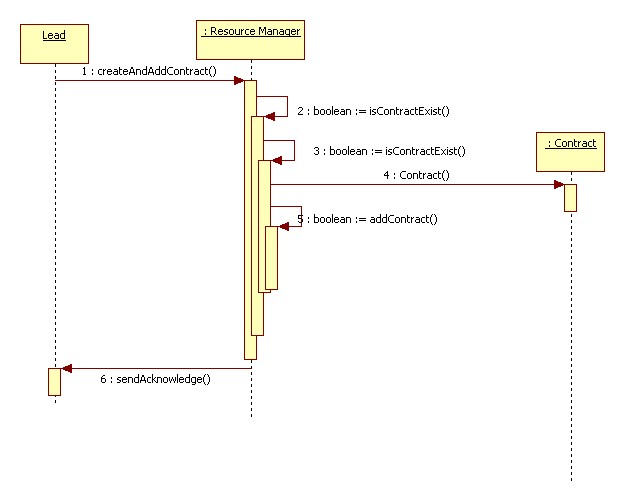 Lead
: Resource Manager
1 : createAndAddContract()
2 : boolean := isContractExist()
: Contract
3 : boolean := isContractExist()
4 : Contract()
5 : boolean := addContract()
6 : sendAcknowledge()